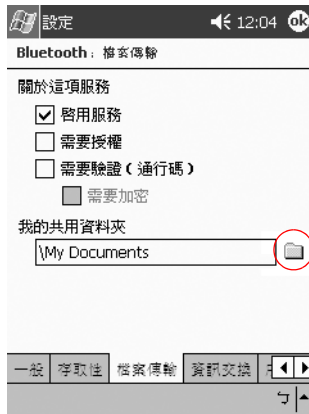 設定 12:04 ok
Bluetooth：檔案傳輸
關於這項服務
啓用服務
需要授權
需要驗證（通行碼）
需要加密
我的共用資料夾
\My Documents
一般 存取性 檔案傳輸 資訊交換
ㄅ